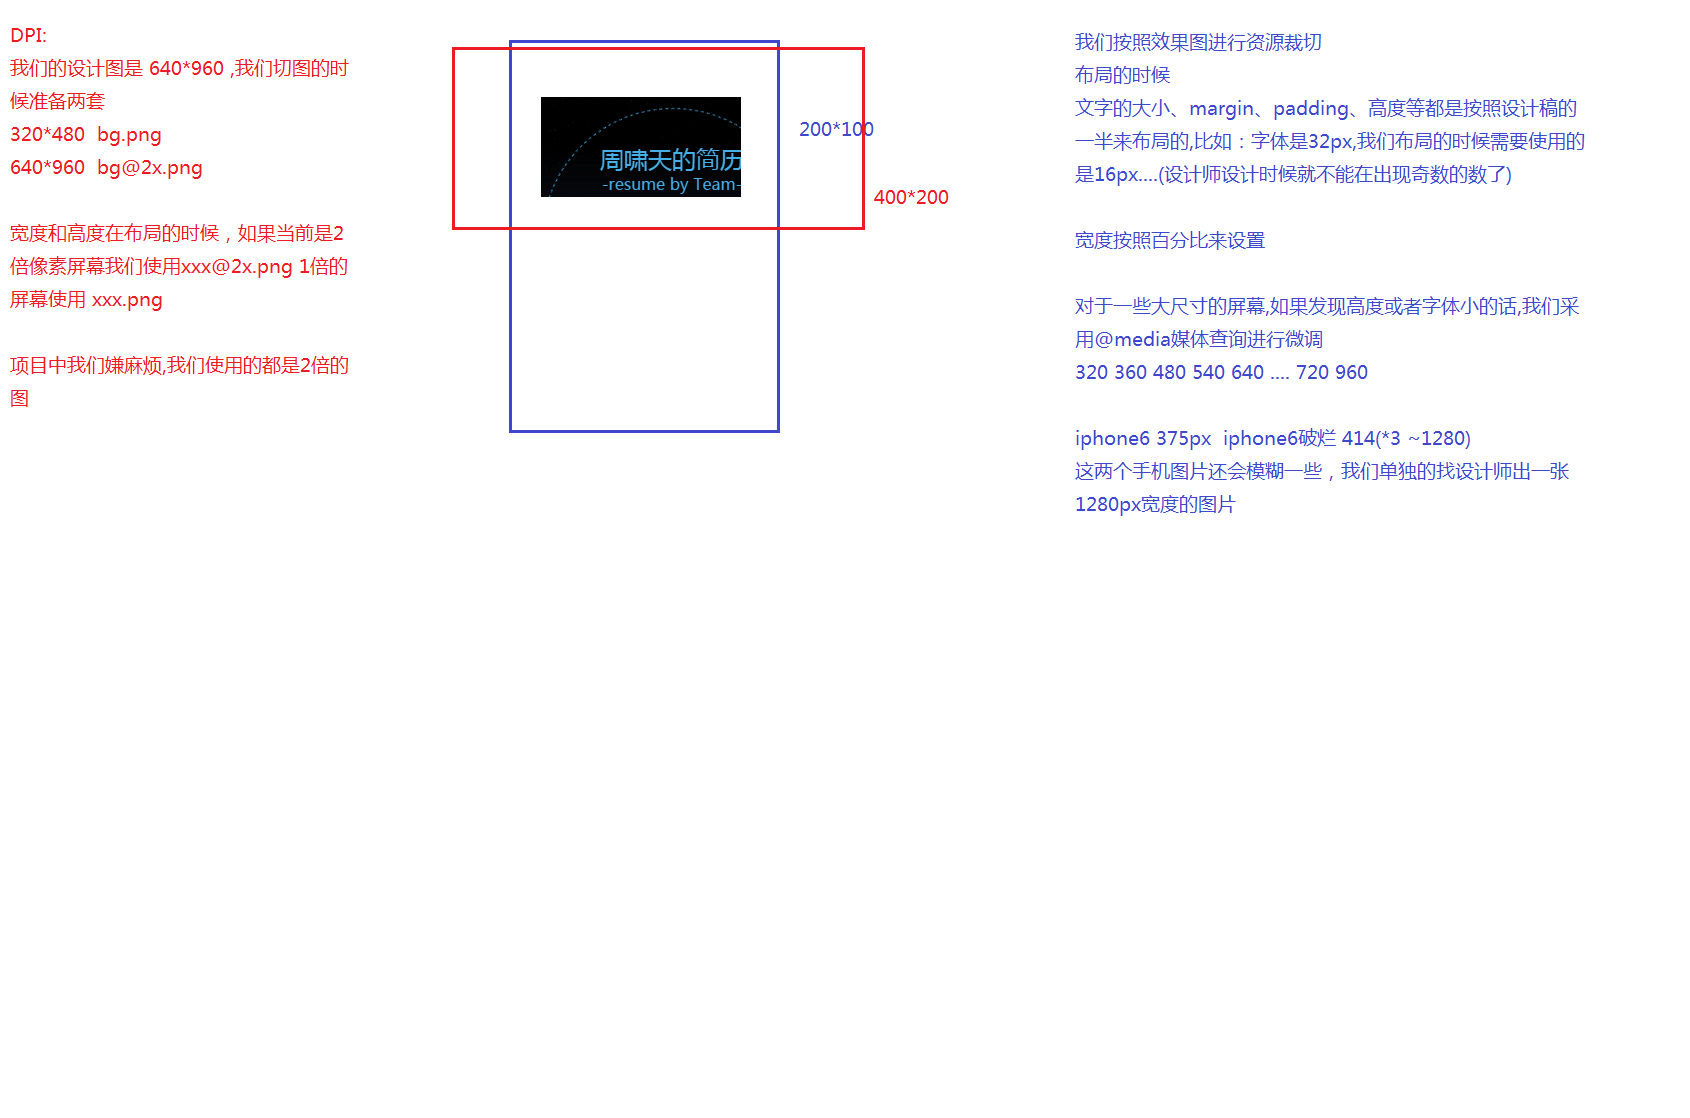 DPI:
我们的设计图是 640*960 ,我们切图的时
候准备两套
320*480  bg.png
640*960  bg@2x.png
宽度和高度在布局的时候，如果当前是2
倍像素屏幕我们使用xxx@2x.png 1倍的
屏幕使用 xxx.png
项目中我们嫌麻烦,我们使用的都是2倍的
图
周啸天的简历
-resume by Team-
200*100
400*200
我们按照效果图进行资源裁切
布局的时候
文字的大小、margin、padding、高度等都是按照设计稿的
一半来布局的,比如：字体是32px,我们布局的时候需要使用的
是16px....(设计师设计时候就不能在出现奇数的数了)
宽度按照百分比来设置
对于一些大尺寸的屏幕,如果发现高度或者字体小的话,我们采
用@media媒体查询进行微调
320 360 480 540 640 .... 720 960
iphone6 375px  iphone6破烂 414(*3 ~1280)
这两个手机图片还会模糊一些，我们单独的找设计师出一张
1280px宽度的图片